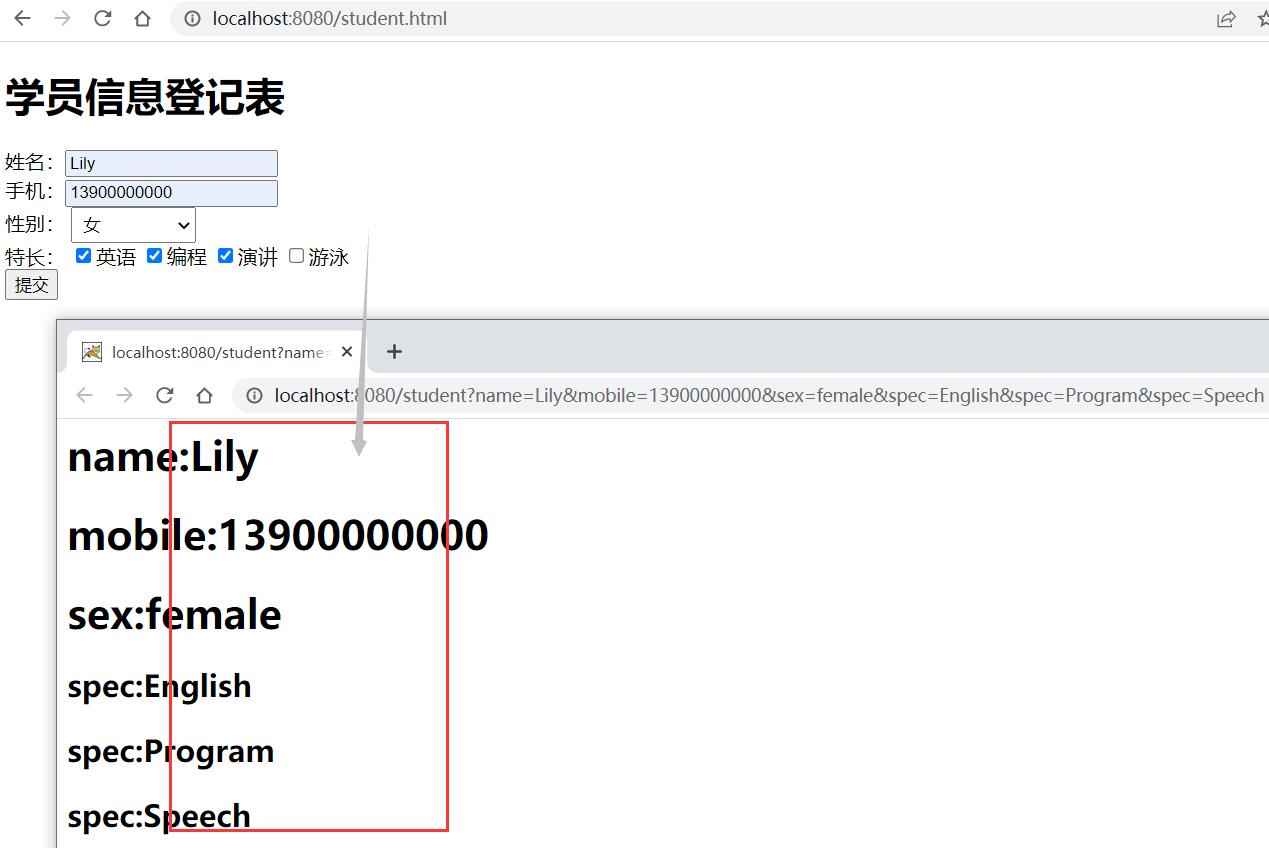 localhost:8080/student.html
学员信息登记表
姓名：Lily
手机：13900000000
性别：女
特长：英语 编程 演讲 游泳
提交
localhost:8080/student?name=
localhost:8080/student?name=Lily&mobile=13900000000&sex=female&spec=English&spec=Program&spec=Speech
name:Lily
mobile:13900000000
sex:female
spec:English
spec:Program
spec:Speech